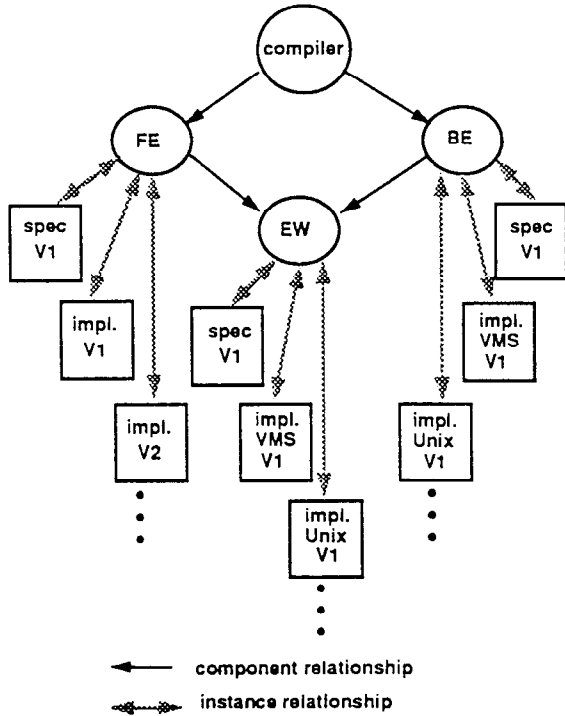 compiler
FE
BE
EW
spec
V1
impl.
V1
impl.
V2
spec
V1
impl.
VMS
V1
impl.
Unix
V1
spec
V1
impl.
VMS
V1
impl.
Unix
V1
component relationship
instance relationship